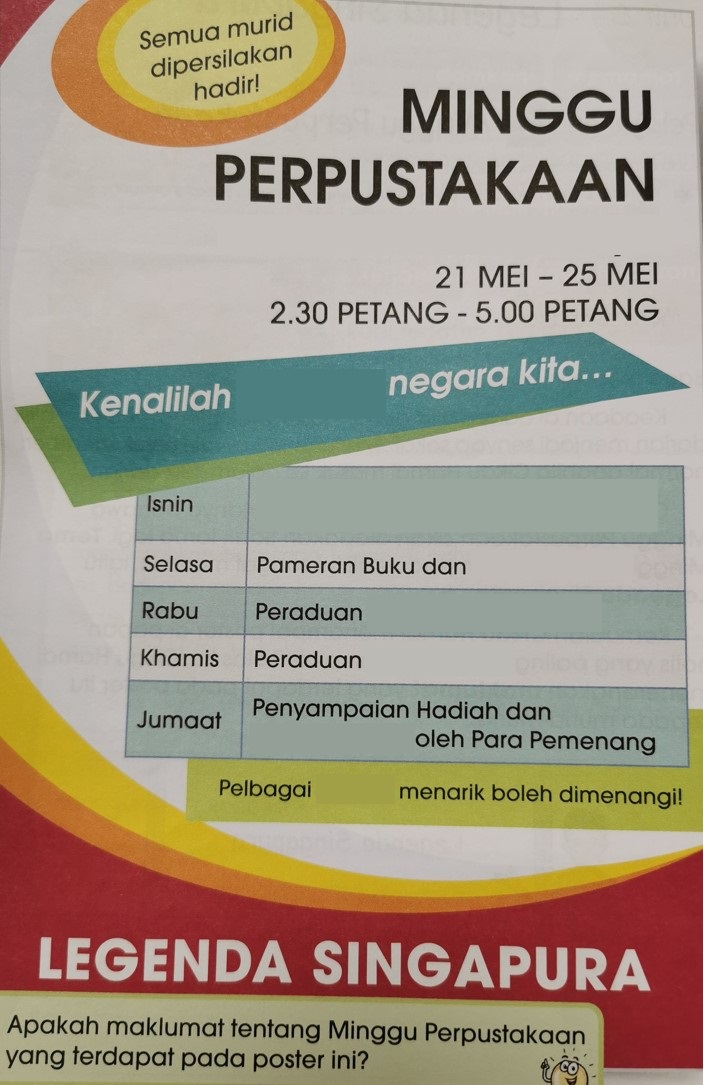 Semua murid
dipersilakan
hadir!
MINGGU
PERPUSTAKAAN
21 MEI – 25 MEI
2.30 PETANG - 5.00 PETANG
Kenalilah negara kita...
Isnin
Selasa Pameran Buku dan
Rabu Peraduan
Khamis Peraduan
Jumaat Penyampaian Hadiah dan
oleh Para Pemenang
Pelbagai menarik boleh dimenangi!
LEGENDA SINGAPURA
Apakah maklumat tentang Minggu Perpustakaan
yang terdapat pada poster ini?